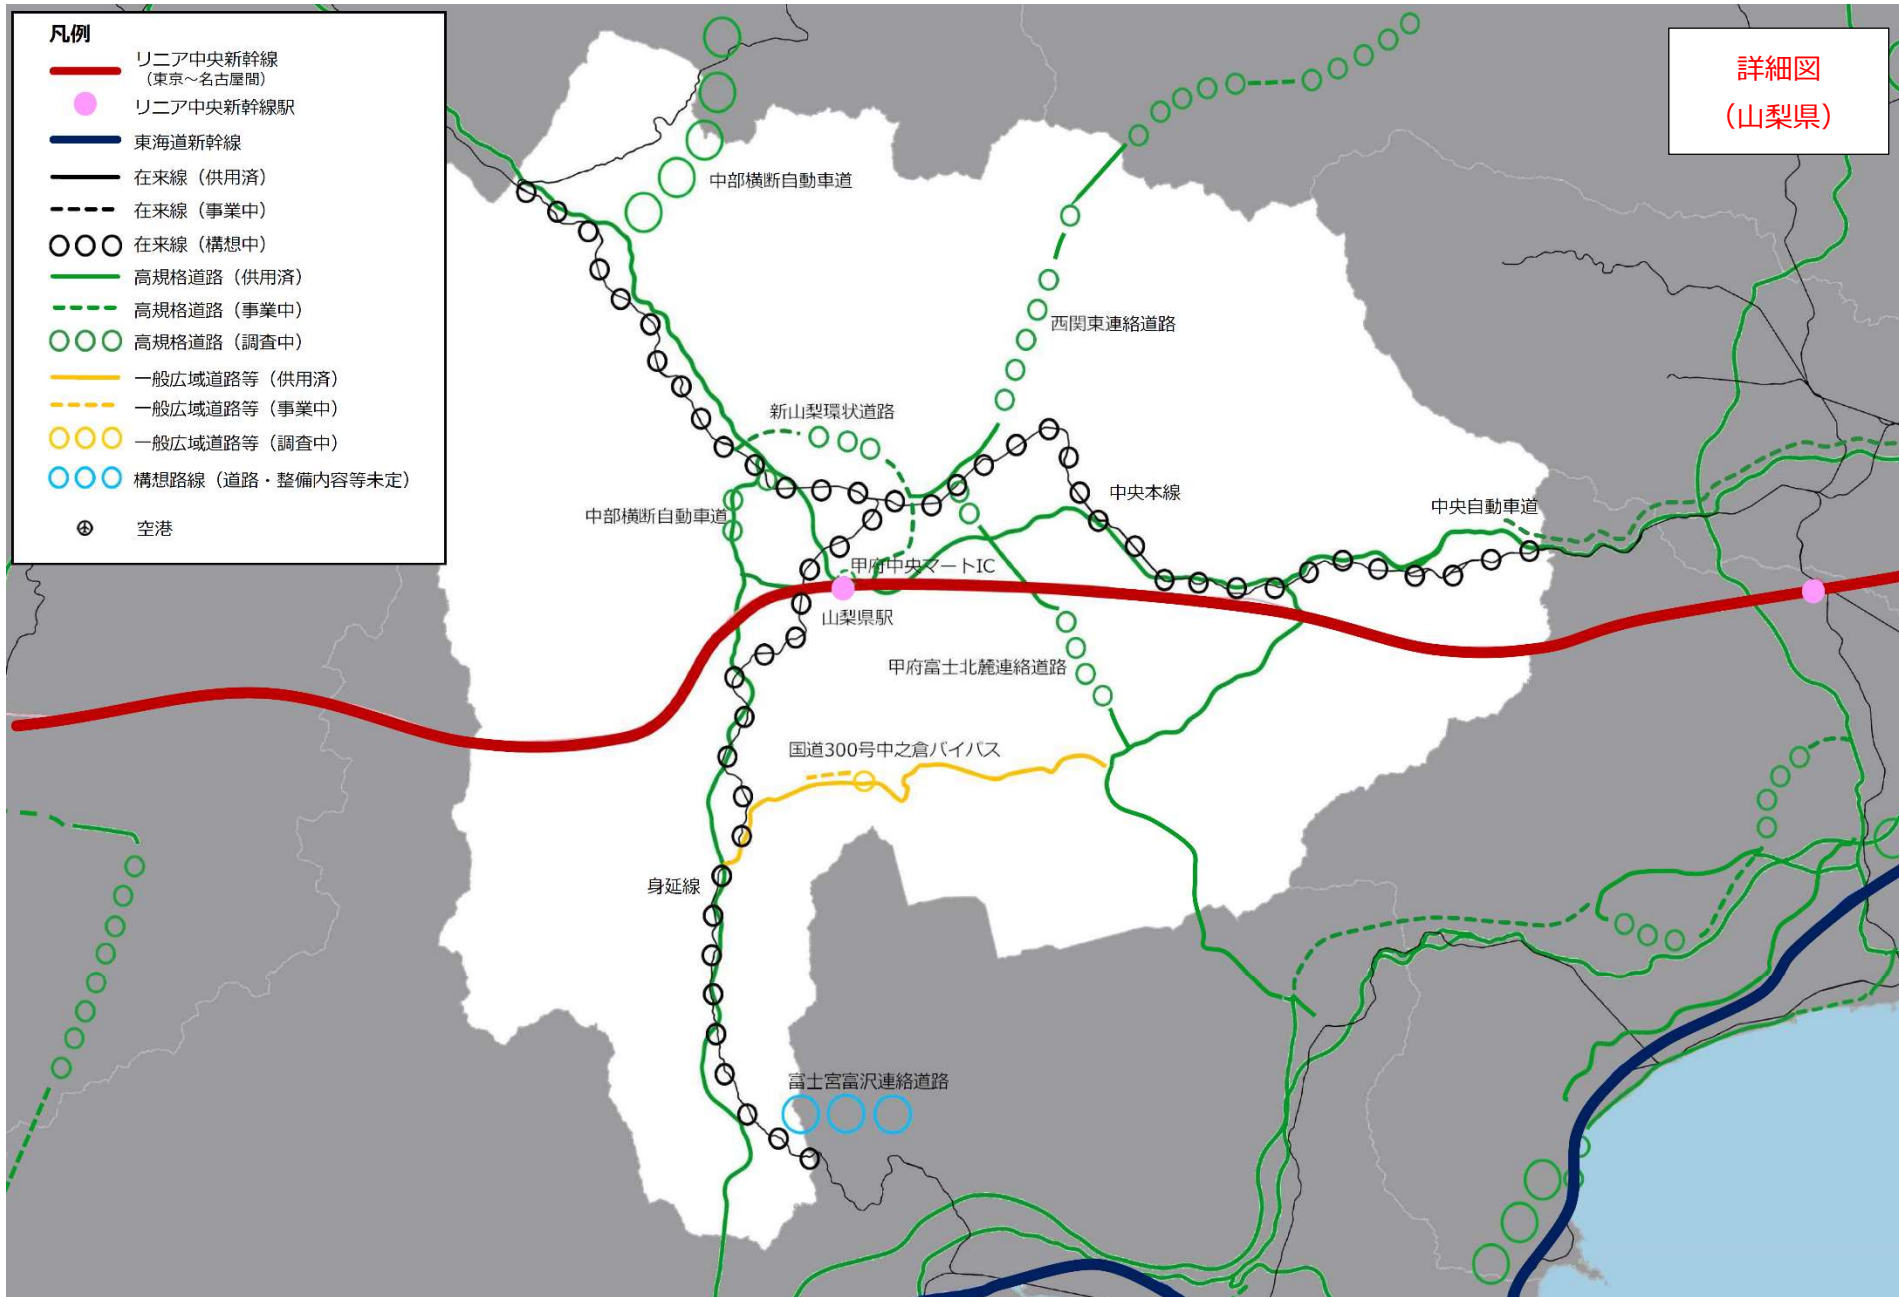 凡例
リニア中央新幹線
（東京～名古屋間）
リニア中央新幹線駅
東海道新幹線
在来線（供用済）
在来線（事業中）
在来線（構想中）
高規格道路（供用済）
高規格道路（事業中）
高規格道路（調査中）
一般広域道路等（供用済）
一般広域道路等（事業中）
一般広域道路等（調査中）
構想路線（道路・整備内容等未定）
空港
詳細図
（山梨県）
中部横断自動車道
西関東連絡道路
新山梨環状道路
中央本線
中央自動車道
中部横断自動車道
甲府中央マートIC
山梨県駅
甲府富士北麓連絡道路
国道300号中之倉バイパス
身延線
富士宮富沢連絡道路